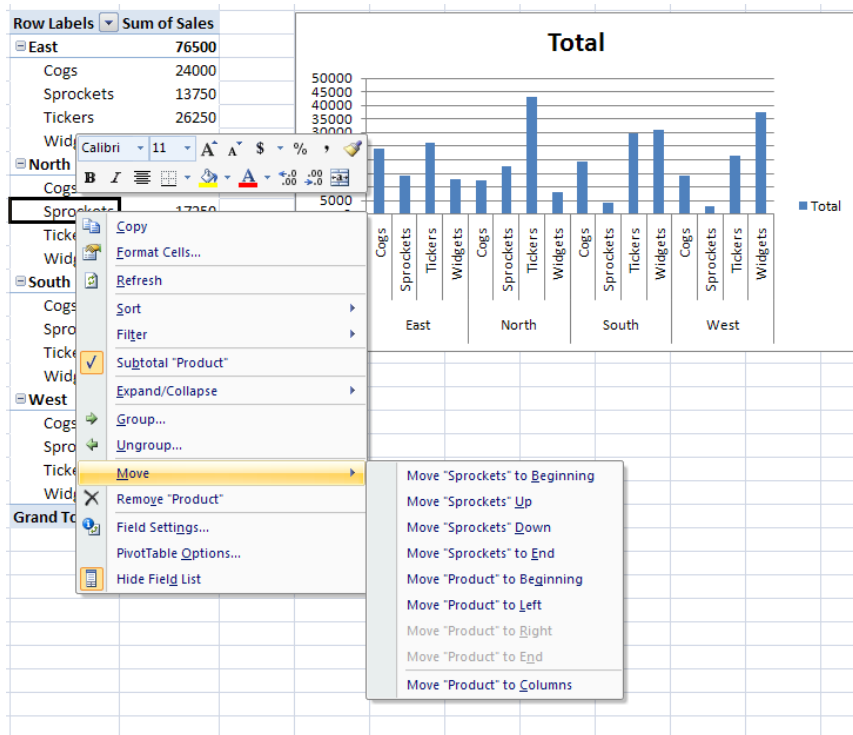 Row Labels Sum of Sales
East 76500
Cogs 24000
Sprockets 13750
Tickers 26250
North
South
West
Calibri 11 A A $ % ,
B I A .00 .00
17250
Copy
Format Cells...
Refresh
Sort
Filter
Subtotal "Product"
Expand/Collapse
Group...
Ungroup...
Move
Remove "Product"
Field Settings...
PivotTable Options...
Hide Field List
Move "Sprockets" to Beginning
Move "Sprockets" Up
Move "Sprockets" Down
Move "Sprockets" to End
Move "Product" to Beginning
Move "Product" to Left
Move "Product" to Right
Move "Product" to End
Move "Product" to Columns
Total
50000
45000
40000
35000
30000
5000
Cogs Sprockets Tickers Widgets Cogs Sprockets Tickers Widgets Cogs Sprockets Tickers Widgets Cogs Sprockets Tickers Widgets
East North South West
Total